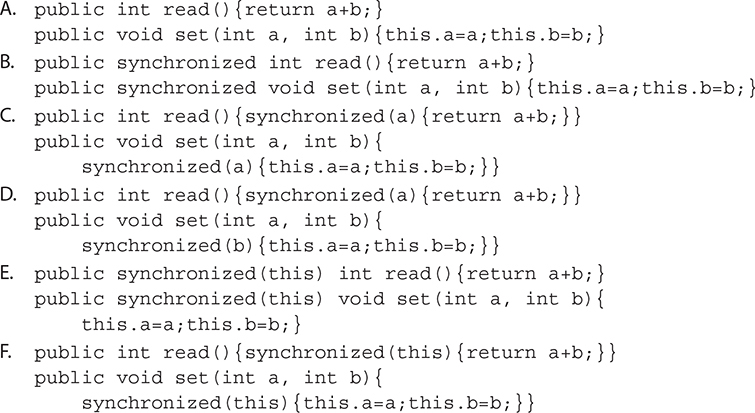 A. public int read(){return a+b;}
public void set(int a, int b){this.a=a;this.b=b;}
B. public synchronized int read(){return a+b;}
public synchronized void set(int a, int b){this.a=a;this.b=b;}
C. public int read(){synchronized(a){return a+b;}}
public void set(int a, int b){
synchronized(a){this.a=a;this.b=b;}}
D. public int read(){synchronized(a){return a+b;}}
public void set(int a, int b){
synchronized(b){this.a=a;this.b=b;}}
E. public synchronized(this) int read(){return a+b;}
public synchronized(this) void set(int a, int b){
this.a=a;this.b=b;}
F. public int read(){synchronized(this){return a+b;}}
public void set(int a, int b){
synchronized(this){this.a=a;this.b=b;}}